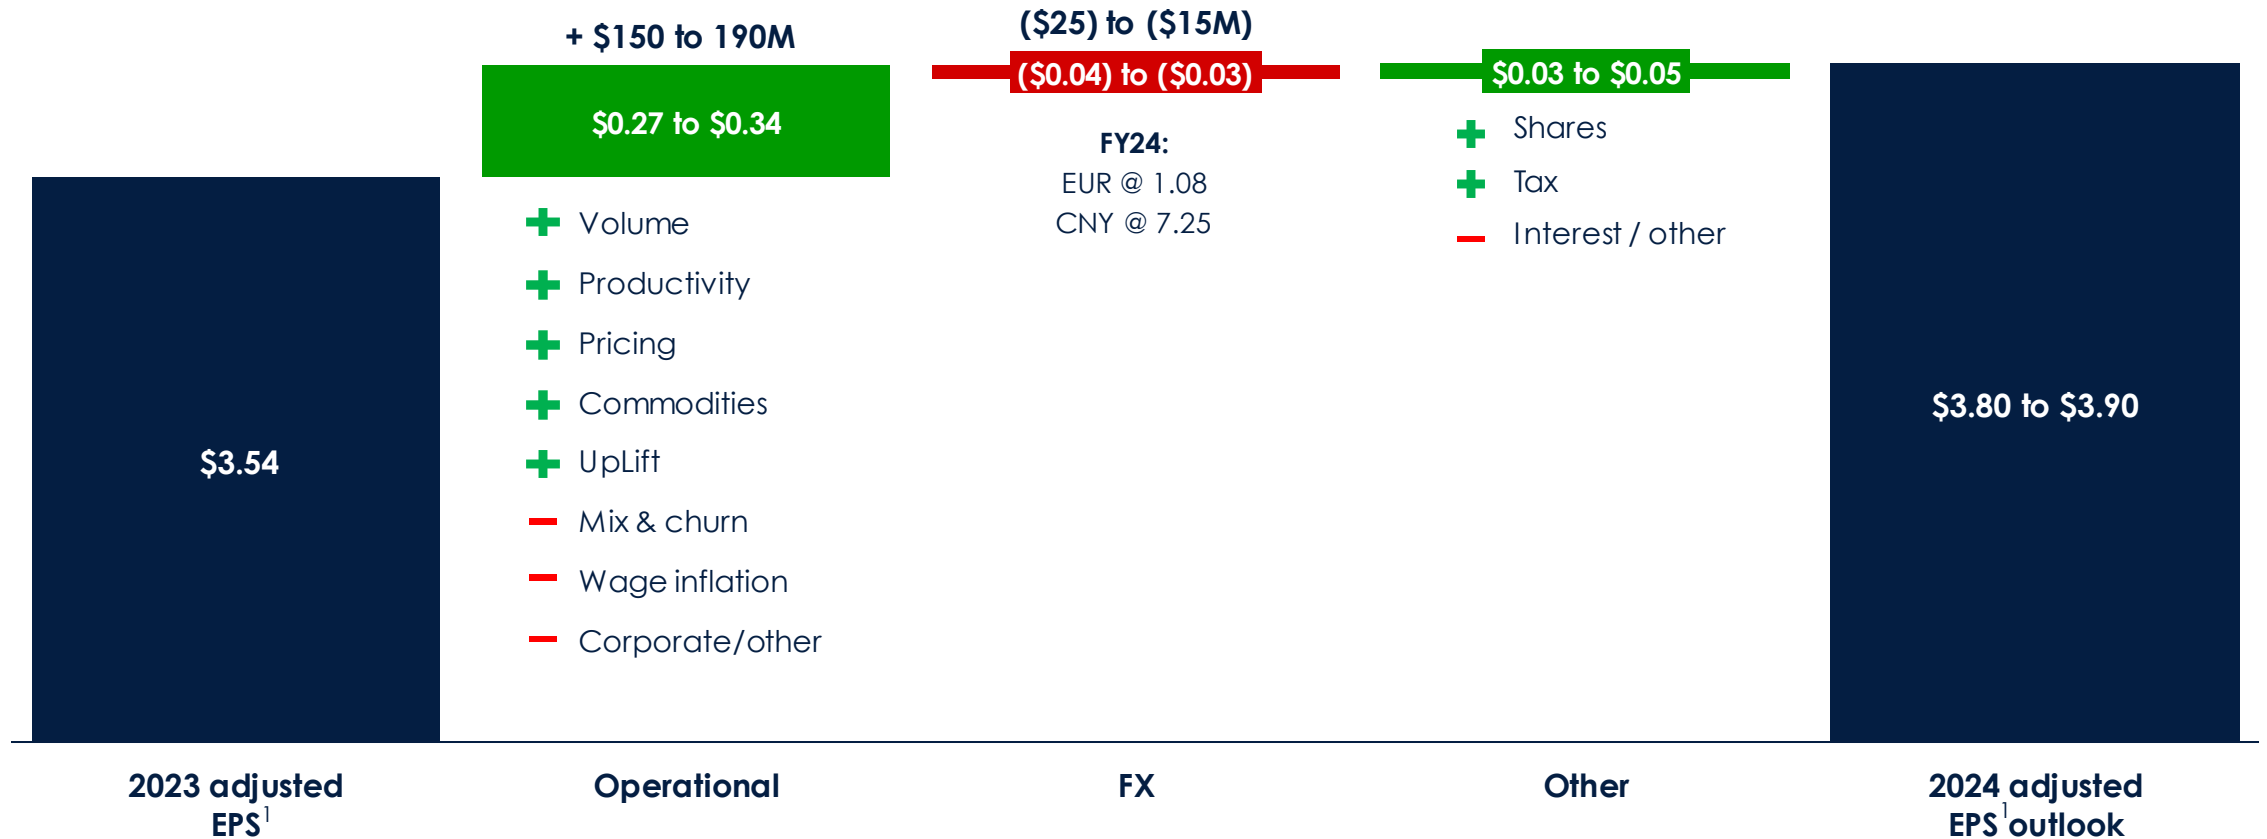 + $150 to 190M
($25) to ($15M)
$0.27 to $0.34
($0.04) to ($0.03)
$0.03 to $0.05
$3.54
Volume
Productivity
Pricing
Commodities
UpLift
Mix & churn
Wage inflation
Corporate/other
FY24:
EUR @ 1.08
CNY @ 7.25
Shares
Tax
Interest / other
$3.80 to $3.90
2023 adjusted
EPS1
Operational
FX
Other
2024 adjusted
EPS1 outlook